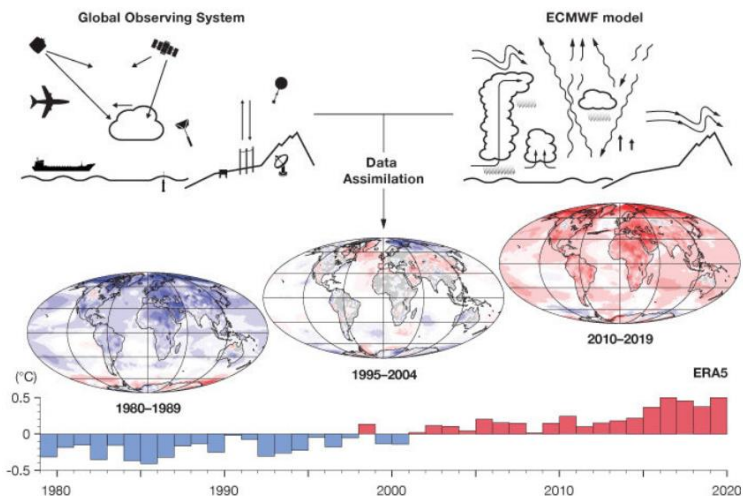 Global Observing System
ECMWF model
Data
Assimilation
1980–1989
1995–2004
2010–2019
ERA5
(°C)
0.5
0
-0.5
1980
1990
2000
2010
2020